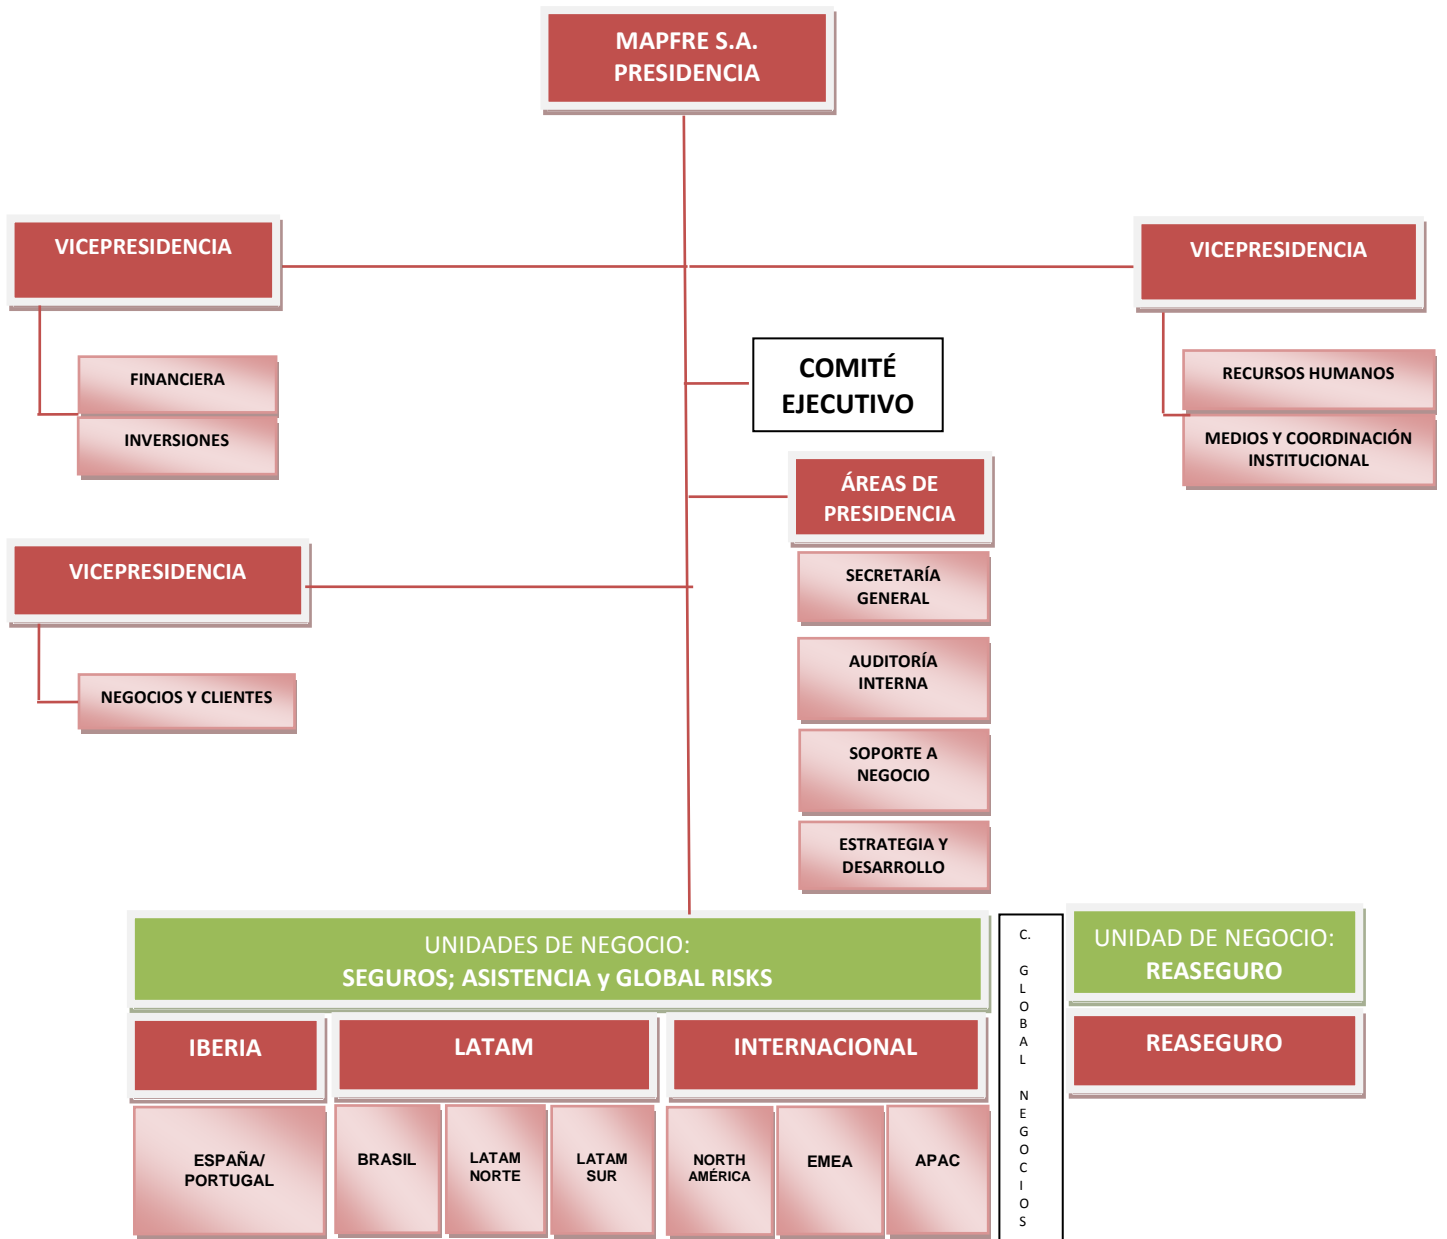 MAPFRE S.A.
PRESIDENCIA
VICEPRESIDENCIA
VICEPRESIDENCIA
FINANCIERA
INVERSIONES
COMITÉ
EJECUTIVO
RECURSOS HUMANOS
MEDIOS Y COORDINACIÓN
INSTITUCIONAL
ÁREAS DE
PRESIDENCIA
VICEPRESIDENCIA
SECRETARÍA
GENERAL
NEGOCIOS Y CLIENTES
AUDITORÍA
INTERNA
SOPORTE A
NEGOCIO
ESTRATEGIA Y
DESARROLLO
UNIDADES DE NEGOCIO:
SEGUROS; ASISTENCIA y GLOBAL RISKS
C. GLOBAL NEGOCIOS
UNIDAD DE NEGOCIO:
REASEGURO
IBERIA
LATAM
INTERNACIONAL
REASEGURO
ESPAÑA/
PORTUGAL
BRASIL
LATAM
NORTE
LATAM
SUR
NORTH
AMÉRICA
EMEA
APAC